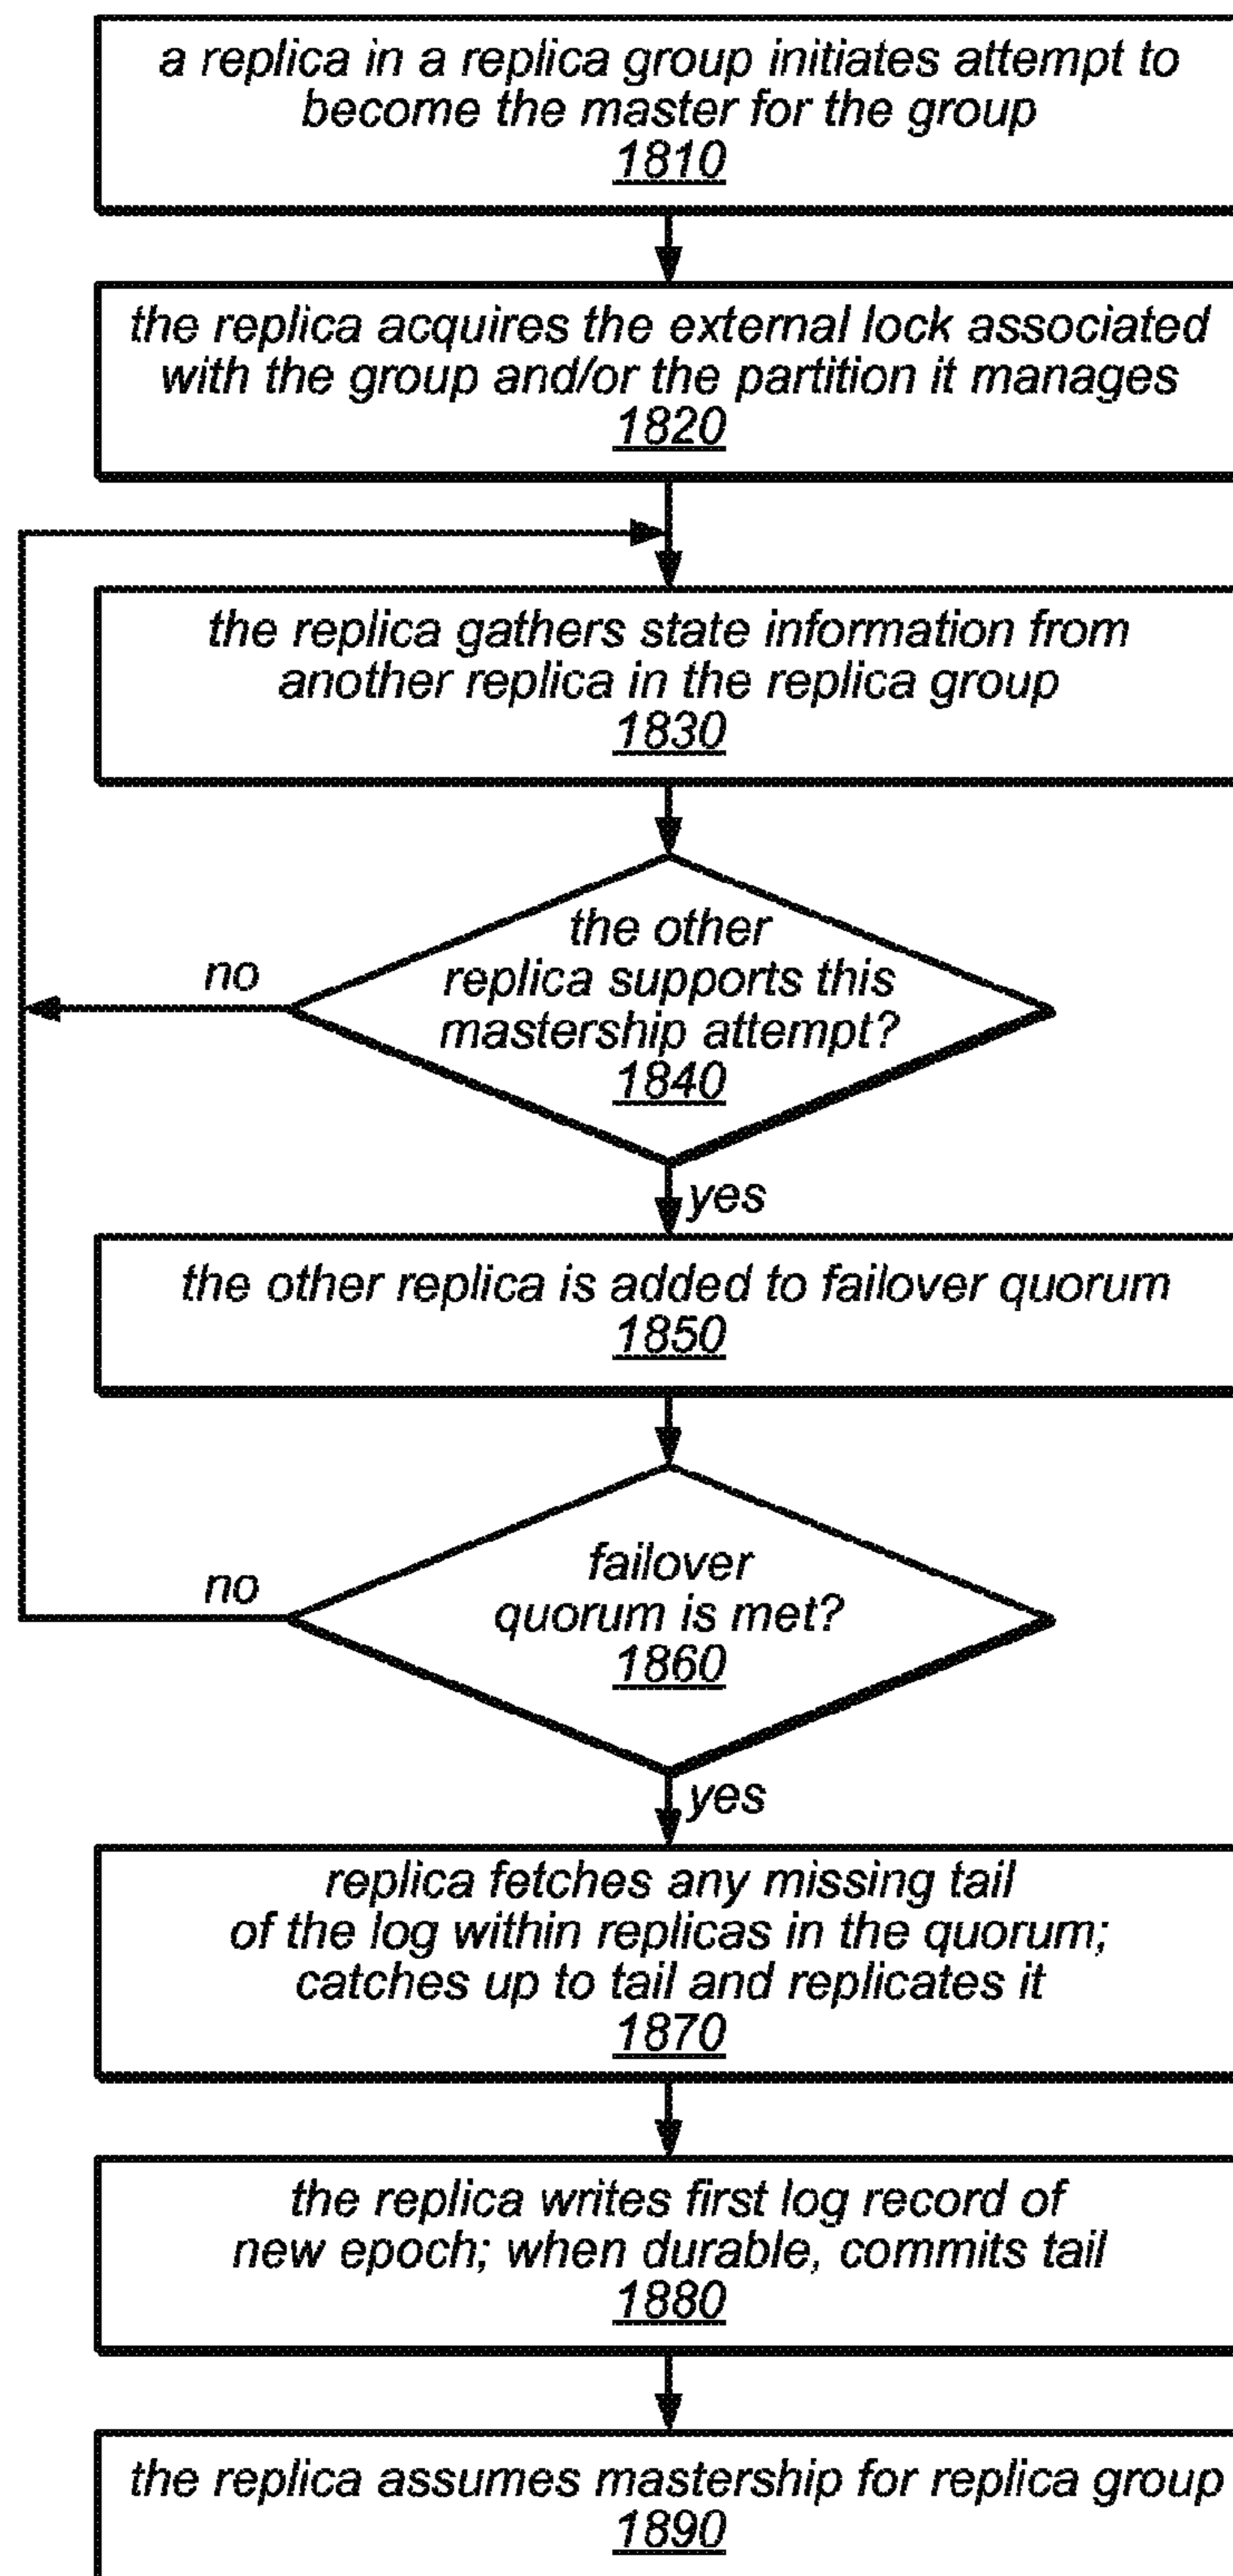 a replica in a replica group initiates attempt to
become the master for the group
1810
the replica acquires the external lock associated
with the group and/or the partition it manages
1820
the replica gathers state information from
another replica in the replica group
1830
the other
replica supports this
mastership attempt?
1840
no
yes
the other replica is added to failover quorum
1850
failover
quorum is met?
1860
no
yes
replica fetches any missing tail
of the log within replicas in the quorum;
catches up to tail and replicates it
1870
the replica writes first log record of
new epoch; when durable, commits tail
1880
the replica assumes mastership for replica group
1890